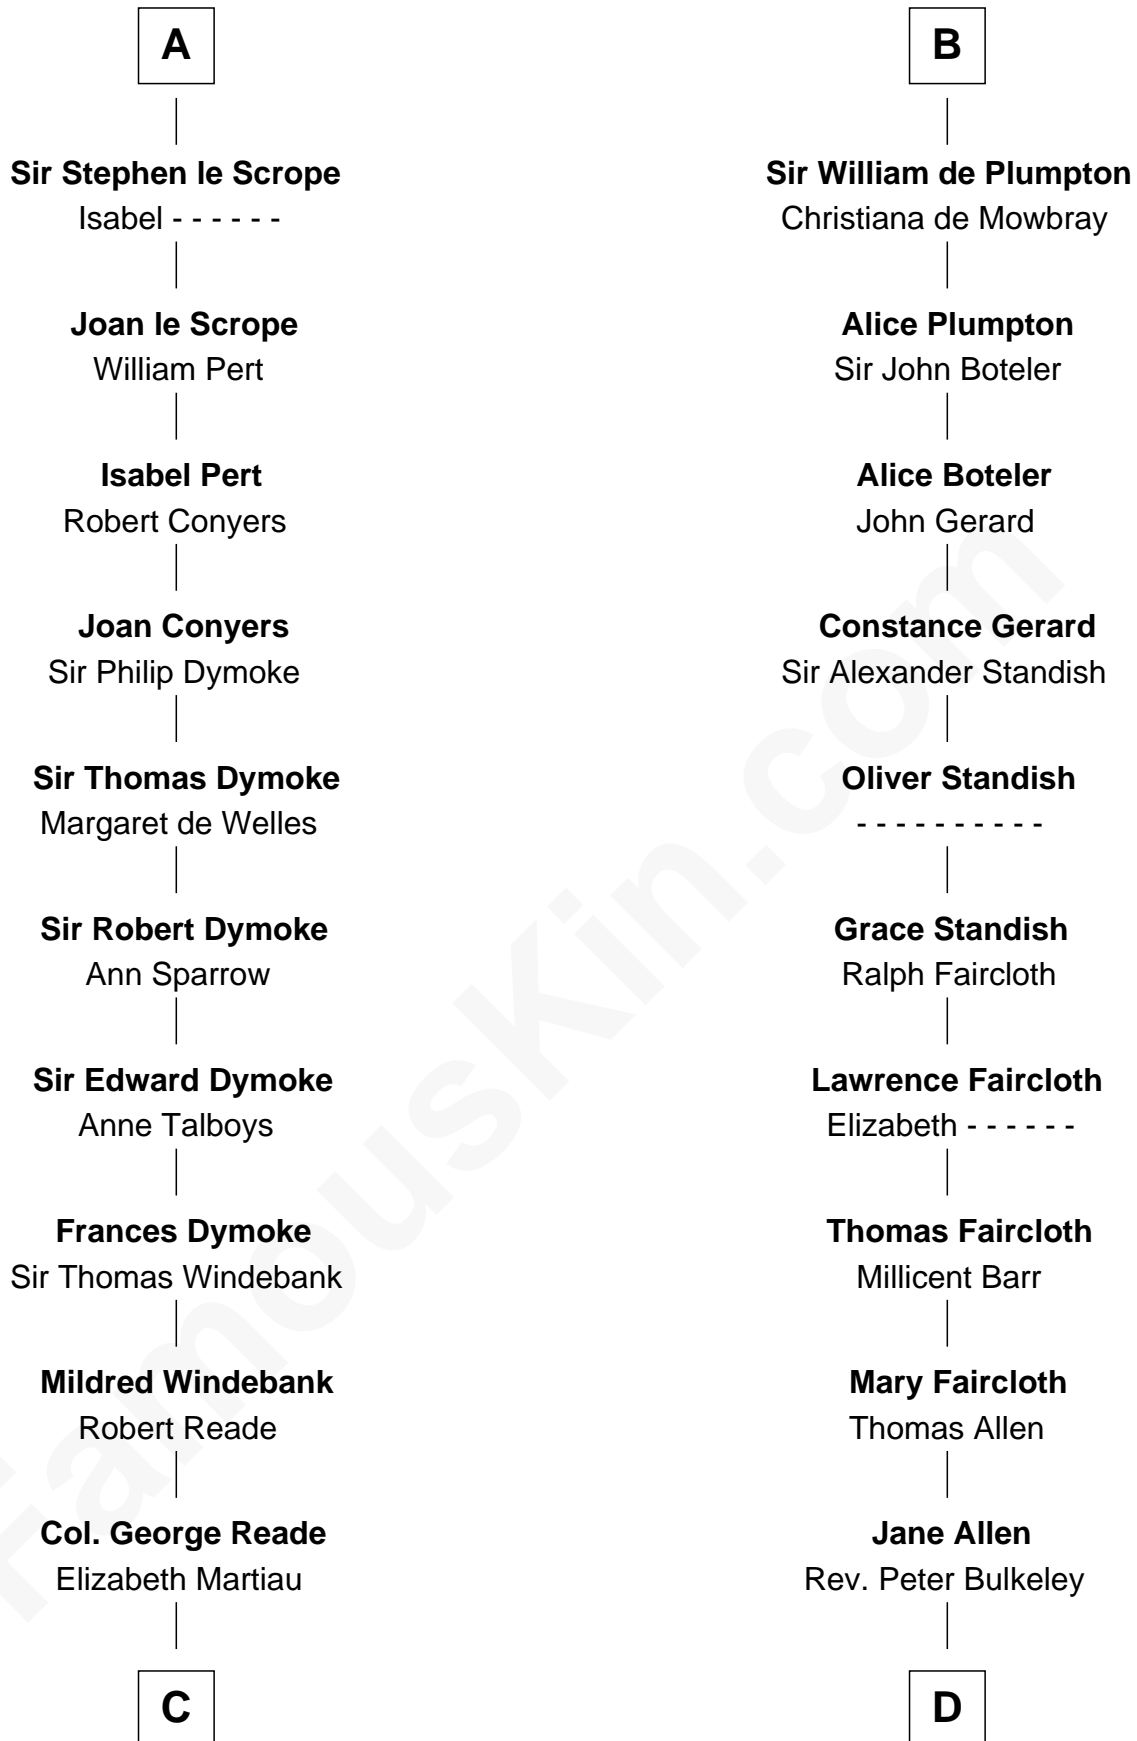 A
Sir Stephen le Scrope
Isabel - - - - - -
Joan le Scrope
William Pert
Isabel Pert
Robert Conyers
Joan Conyers
Sir Philip Dymoke
Sir Thomas Dymoke
Margaret de Welles
Sir Robert Dymoke
Ann Sparrow
Sir Edward Dymoke
Anne Talboys
Frances Dymoke
Sir Thomas Windebank
Mildred Windebank
Robert Reade
Col. George Reade
Elizabeth Martiau
C
B
Sir William de Plumpton
Christiana de Mowbray
Alice Plumpton
Sir John Boteler
Alice Boteler
John Gerard
Constance Gerard
Sir Alexander Standish
Oliver Standish
- - - - - - - - - -
Grace Standish
Ralph Faircloth
Lawrence Faircloth
Elizabeth - - - - - -
Thomas Faircloth
Millicent Barr
Mary Faircloth
Thomas Allen
Jane Allen
Rev. Peter Bulkeley
D
FamousKin.com